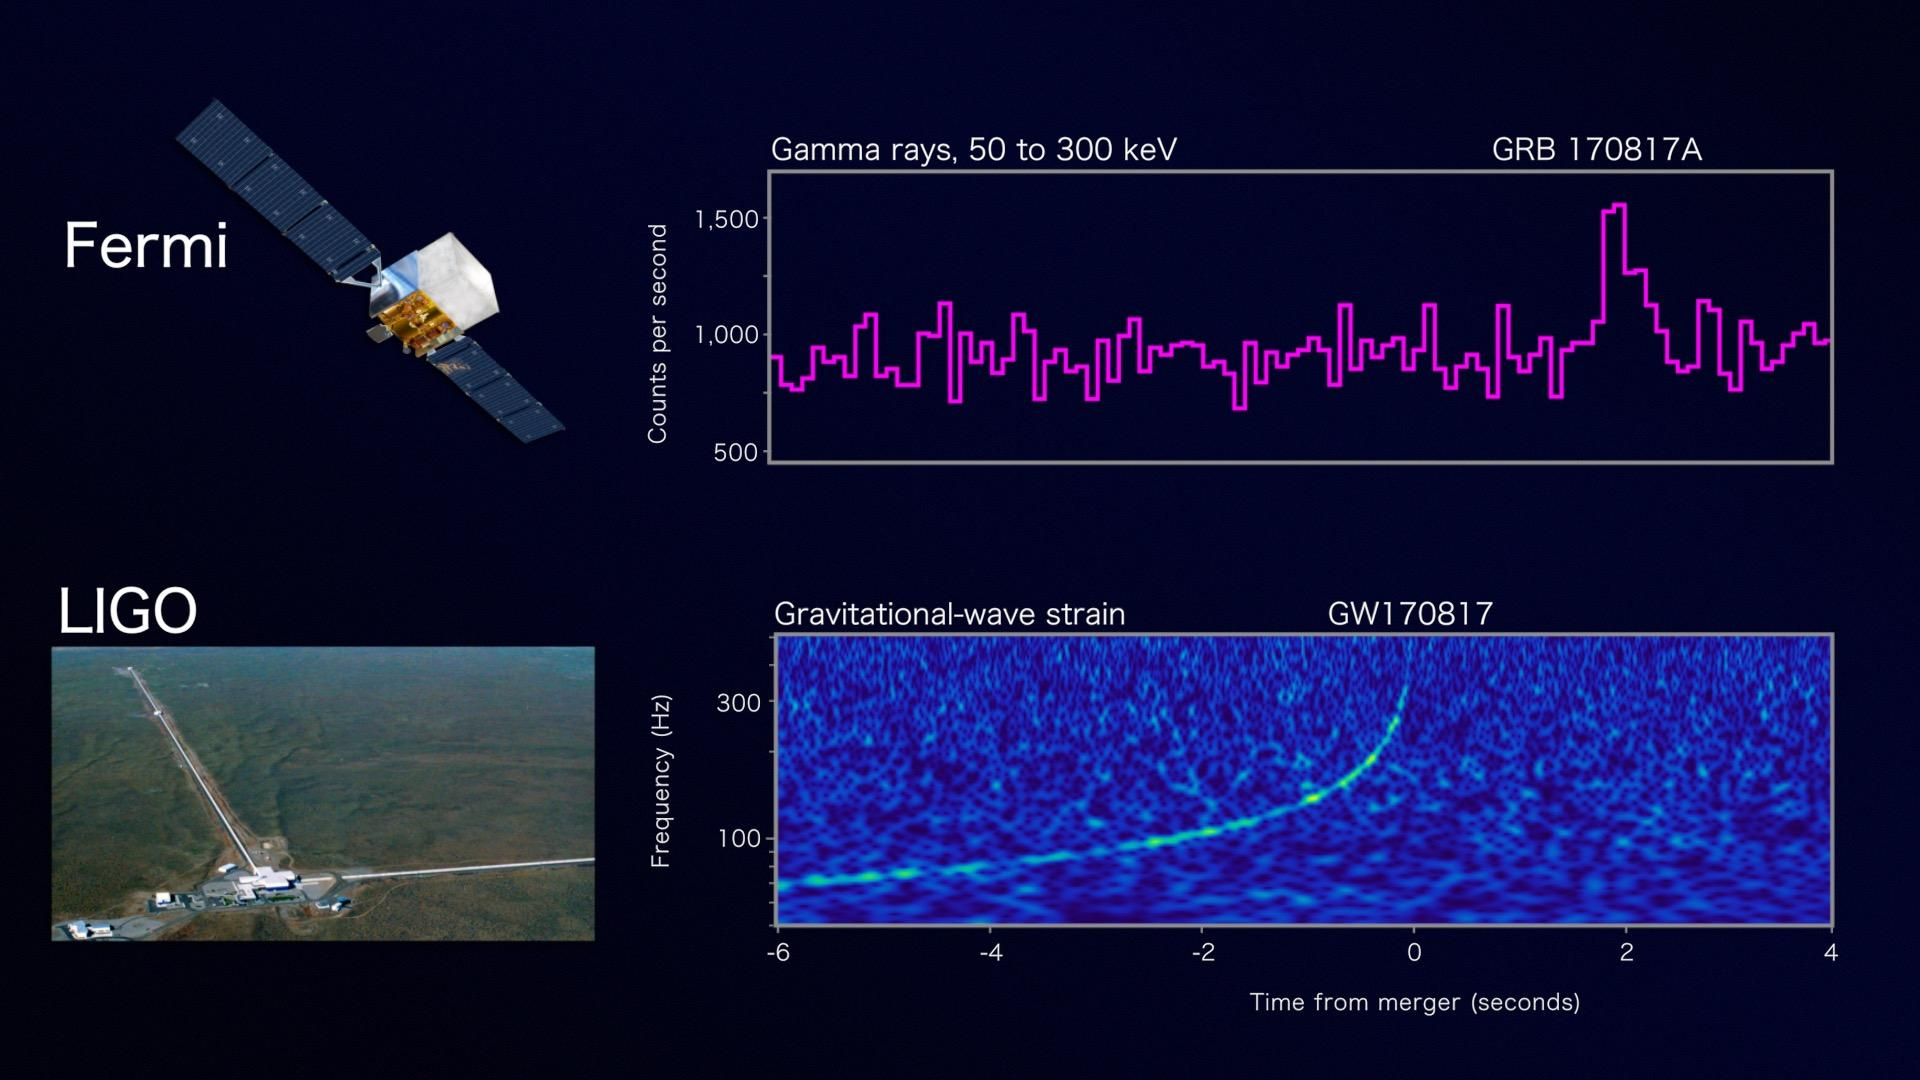 Fermi
Gamma rays, 50 to 300 keV
GRB 170817A
Counts per second
1,500
1,000
500
LIGO
Gravitational-wave strain
GW170817
Frequency (Hz)
300
100
-6 -4 -2 0 2 4
Time from merger (seconds)